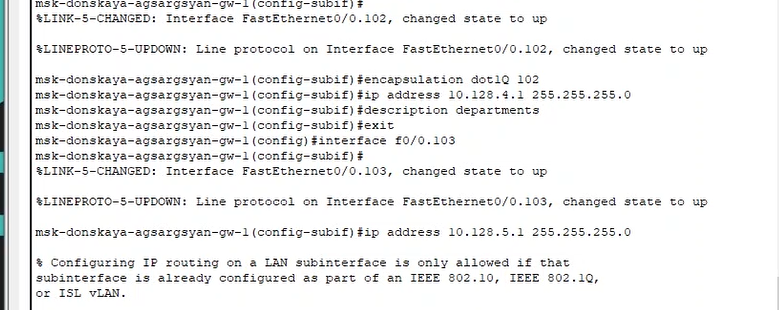 msk-donskaya-agsargsyan-gw-1(config-subif)#
%LINK-5-CHANGED: Interface FastEthernet0/0.102, changed state to up
%LINEPROTO-5-UPDOWN: Line protocol on Interface FastEthernet0/0.102, changed state to up
msk-donskaya-agsargsyan-gw-1(config-subif)#encapsulation dot1Q 102
msk-donskaya-agsargsyan-gw-1(config-subif)#ip address 10.128.4.1 255.255.255.0
msk-donskaya-agsargsyan-gw-1(config-subif)#description departments
msk-donskaya-agsargsyan-gw-1(config-subif)#exit
msk-donskaya-agsargsyan-gw-1(config)#interface f0/0.103
msk-donskaya-agsargsyan-gw-1(config-subif)#
%LINK-5-CHANGED: Interface FastEthernet0/0.103, changed state to up
%LINEPROTO-5-UPDOWN: Line protocol on Interface FastEthernet0/0.103, changed state to up
msk-donskaya-agsargsyan-gw-1(config-subif)#ip address 10.128.5.1 255.255.255.0
% Configuring IP routing on a LAN subinterface is only allowed if that
subinterface is already configured as part of an IEEE 802.10, IEEE 802.1Q,
or ISL vLAN.